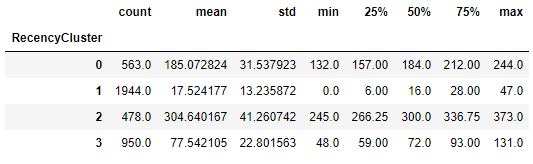 count mean std min 25% 50% 75% max
RecencyCluster
0 563.0 185.072824 31.537923 132.0 157.00 184.0 212.00 244.0
1 1944.0 17.524177 13.235872 0.0 6.00 16.0 28.00 47.0
2 478.0 304.640167 41.260742 245.0 266.25 300.0 336.75 373.0
3 950.0 77.542105 22.801563 48.0 59.00 72.0 93.00 131.0